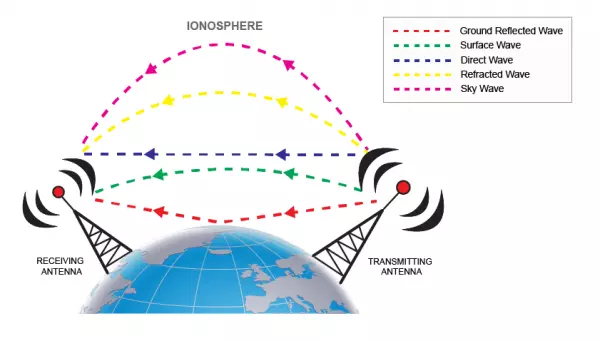 IONOSPHERE
Ground Reflected Wave
Surface Wave
Direct Wave
Refracted Wave
Sky Wave
RECEIVING
ANTENNA
TRANSMITTING
ANTENNA